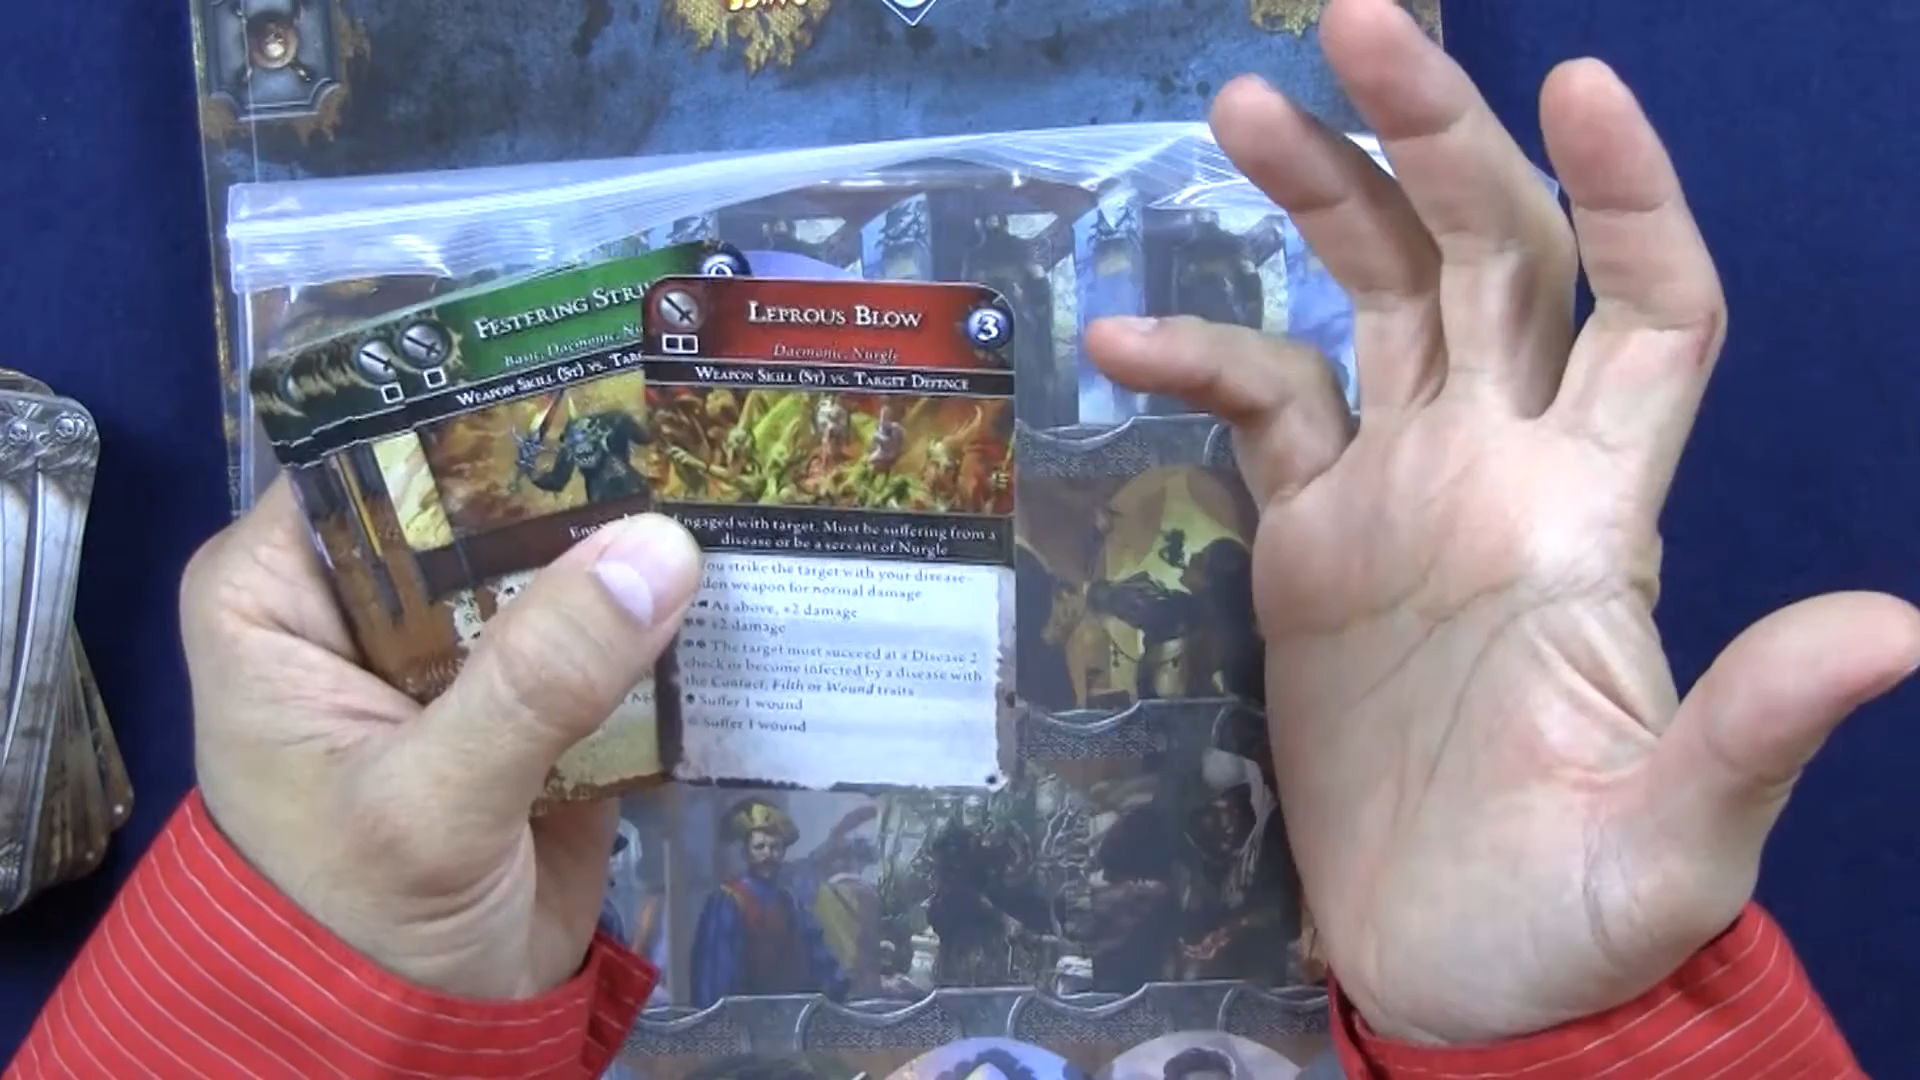 FESTERING STRI
Basic, Daemonic, Nu
WEAPON SKILL (ST) VS. TARG
LEPROUS BLOW
3
Daemonic, Nurgle
WEAPON SKILL (ST) VS. TARGET DEFENCE
Engaged with target. Must be suffering from a
disease or be a servant of Nurgle
You strike the target with your disease-
den weapon for normal damage
As above, +2 damage
+2 damage
The target must succeed at a Disease 2
check or become infected by a disease with
the Contact, Filth or Wound traits
Suffer 1 wound
Suffer 1 wound